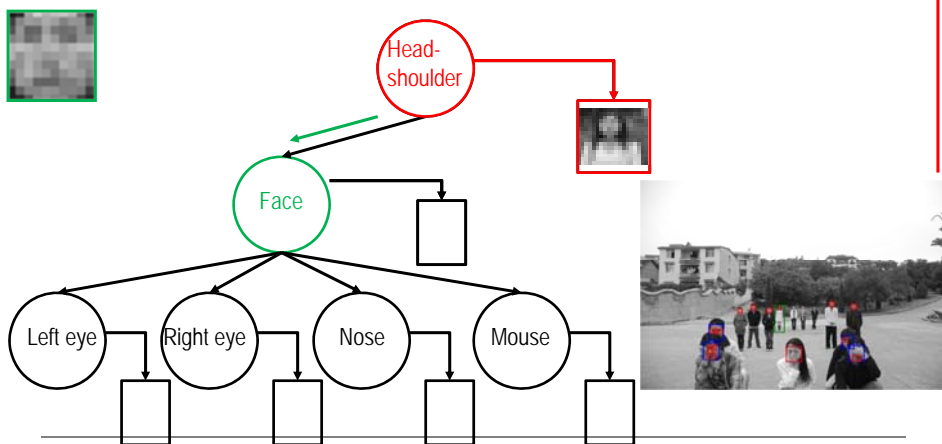 Head-
shoulder
Face
Left eye
Right eye
Nose
Mouse